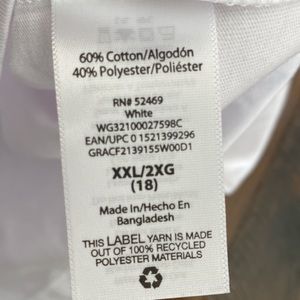 60% Cotton/Algodón
40% Polyester/Poliéster
RN# 52469
White
WG3210002759BC
EAN/UPC 0 1521399296
GRACF2139155W00D1
XXL/2XG
(18)
Made in/Hecho En
Bangladesh
THIS LABEL YARN IS MADE
OUT OF 100% RECYCLED
POLYESTER MATERIALS